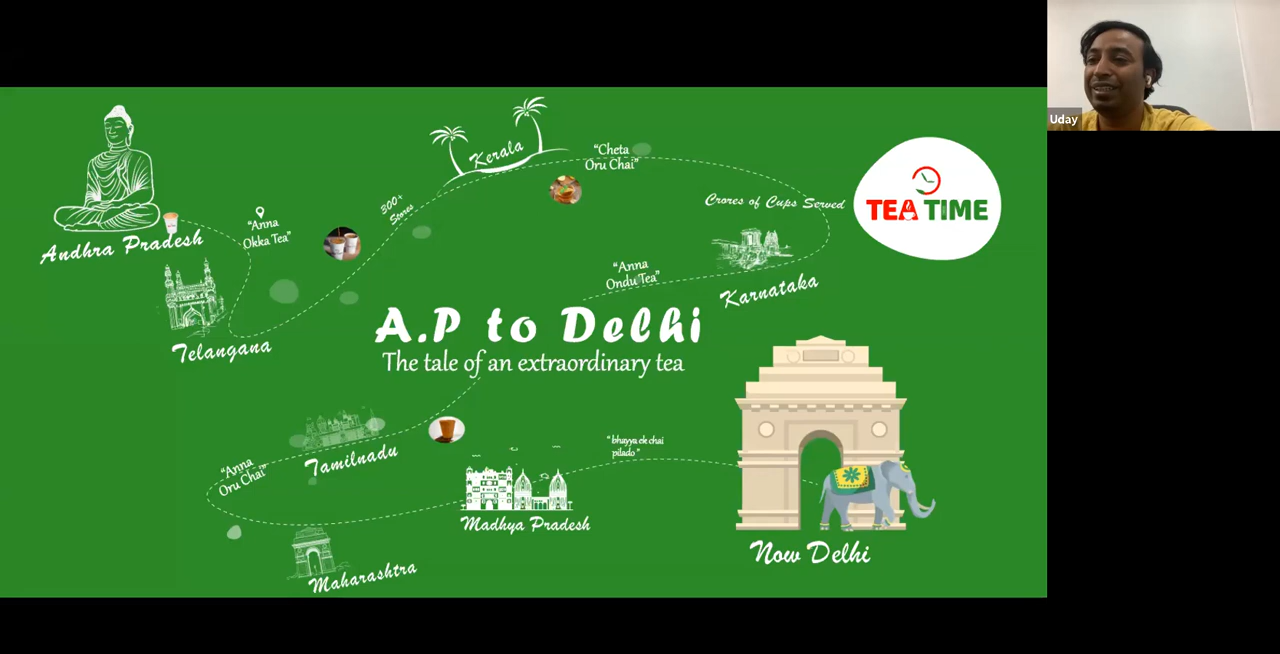 Uday
"Cheta
Oru Chai"
Kerala
300+
Stores
Crores of Cups Served
TEA TIME
"Anna
Okka Tea"
Andhra Pradesh
"Anna
Ondu Tea"
Karnataka
Telangana
A.P to Delhi
The tale of an extraordinary tea
"Anna
Oru Chai"
Tamilnadu
" bhayya ek chai
pilado "
Madhya Pradesh
Maharashtra
Now Delhi